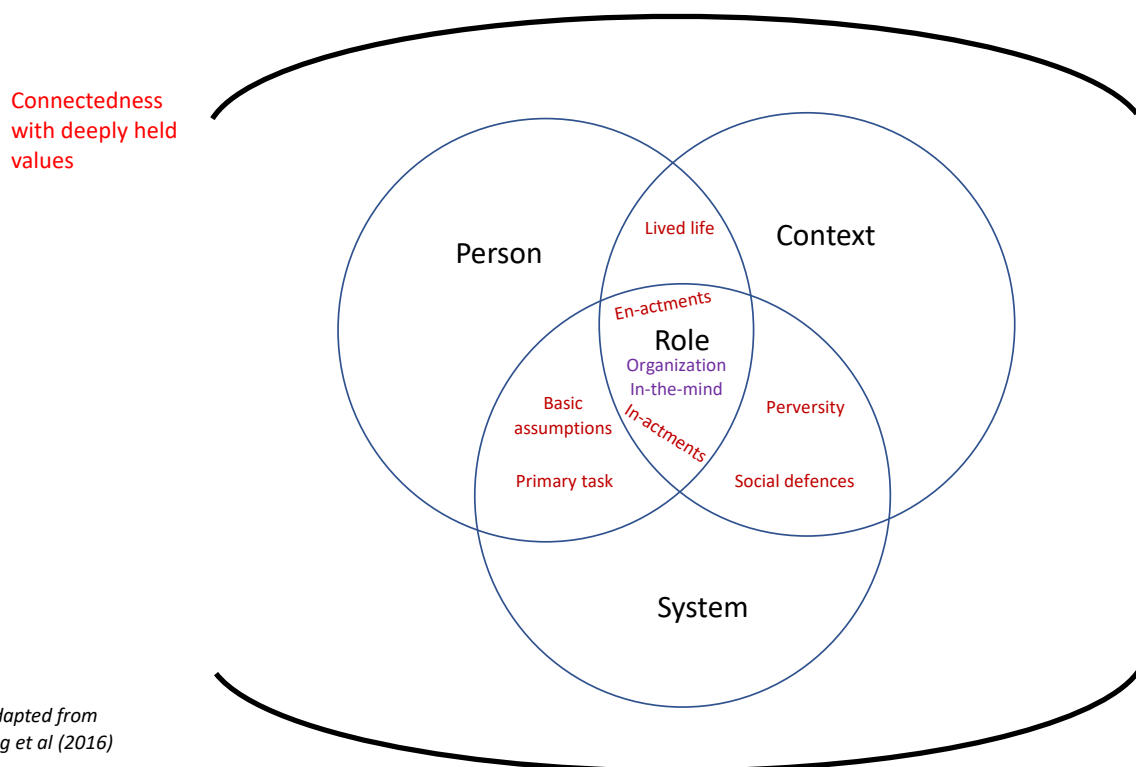 Connectedness
with deeply held
values
Person
Lived life
Context
En-actments
Role
Organization
In-the-mind
Basic
assumptions
In-actments
Perversity
Primary task
Social defences
System
dapted from
g et al (2016)